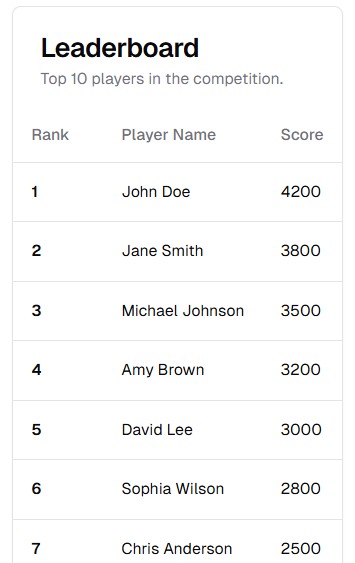 Leaderboard
Top 10 players in the competition.
Rank Player Name Score
1 John Doe 4200
2 Jane Smith 3800
3 Michael Johnson 3500
4 Amy Brown 3200
5 David Lee 3000
6 Sophia Wilson 2800
7 Chris Anderson 2500